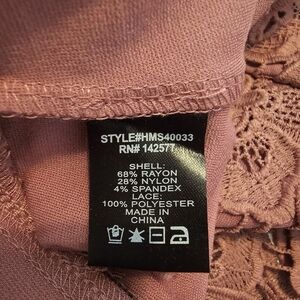 STYLE#HMS40033
RN# 142577
SHELL:
68% RAYON
28% NYLON
4% SPANDEX
LACE:
100% POLYESTER
MADE IN
CHINA